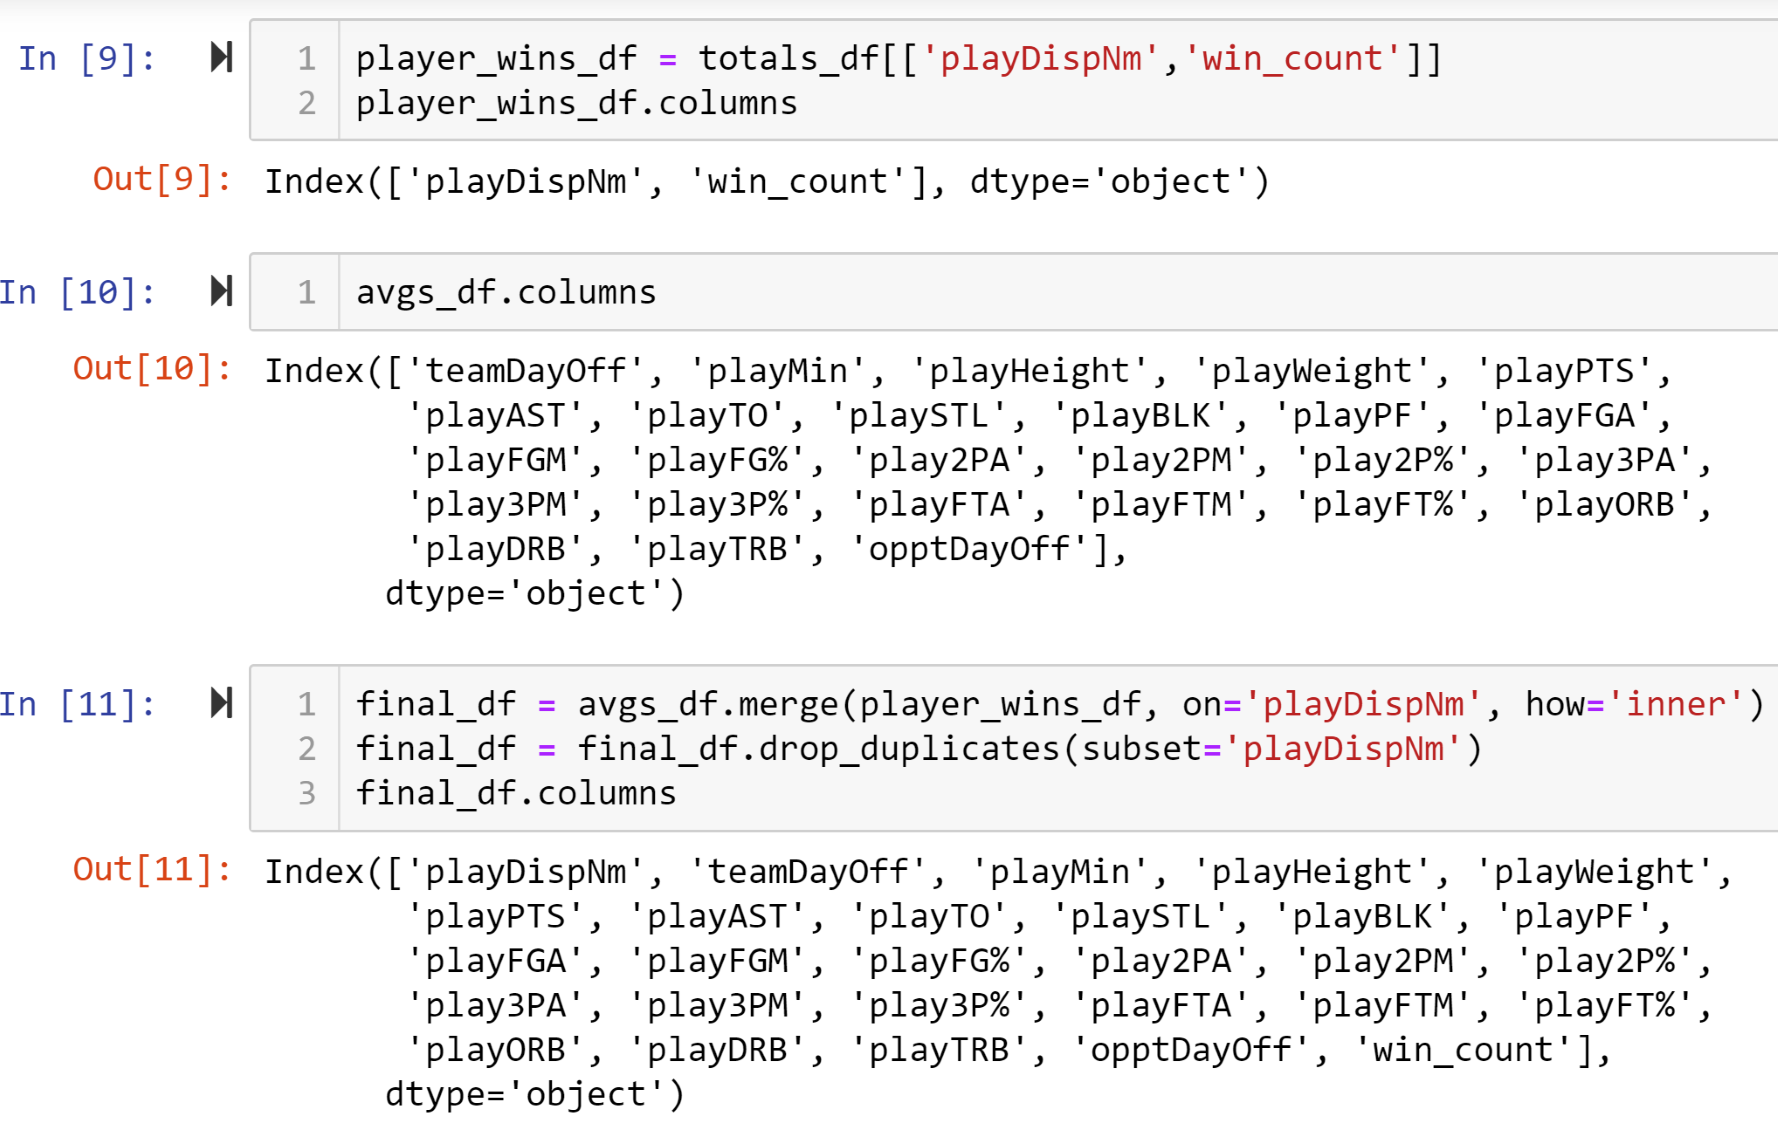 In [9]:
1 player_wins_df = totals_df[['playDispNm','win_count']]
2 player_wins_df.columns
Out[9]: Index(['playDispNm', 'win_count'], dtype='object')
In [10]:
1 avgs_df.columns
Out[10]: Index(['teamDayOff', 'playMin', 'playHeight', 'playWeight', 'playPTS',
'playAST', 'playTO', 'playSTL', 'playBLK', 'playPF', 'playFGA',
'playFGM', 'playFG%', 'play2PA', 'play2PM', 'play2P%', 'play3PA',
'play3PM', 'play3P%', 'playFTA', 'playFTM', 'playFT%', 'playORB',
'playDRB', 'playTRB', 'opptDayOff'],
dtype='object')
In [11]:
1 final_df = avgs_df.merge(player_wins_df, on='playDispNm', how='inner')
2 final_df = final_df.drop_duplicates(subset='playDispNm')
3 final_df.columns
Out[11]: Index(['playDispNm', 'teamDayOff', 'playMin', 'playHeight', 'playWeight',
'playPTS', 'playAST', 'playTO', 'playSTL', 'playBLK', 'playPF',
'playFGA', 'playFGM', 'playFG%', 'play2PA', 'play2PM', 'play2P%',
'play3PA', 'play3PM', 'play3P%', 'playFTA', 'playFTM', 'playFT%',
'playORB', 'playDRB', 'playTRB', 'opptDayOff', 'win_count'],
dtype='object')